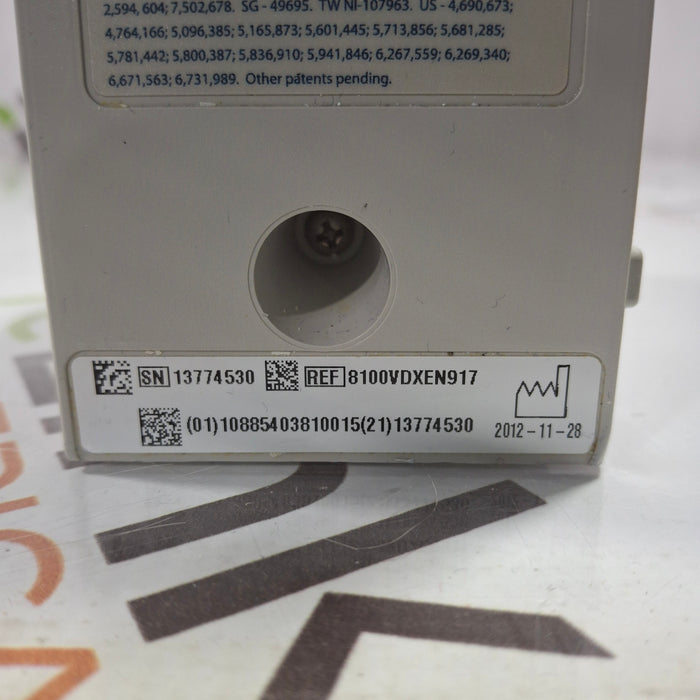 2,594,604; 7,502,678. SG - 49695. TW NI-107963. US - 4,690,673;
4,764,166; 5,096,385; 5,165,873; 5,601,445; 5,713,856; 5,681,285;
5,781,442; 5,800,387; 5,836,910; 5,941,846; 6,267,559; 6,269,340;
6,671,563; 6,731,989. Other patents pending.
SN 13774530 REF 8100VDXEN917
(01)10885403810015(21)13774530
2012-11-28